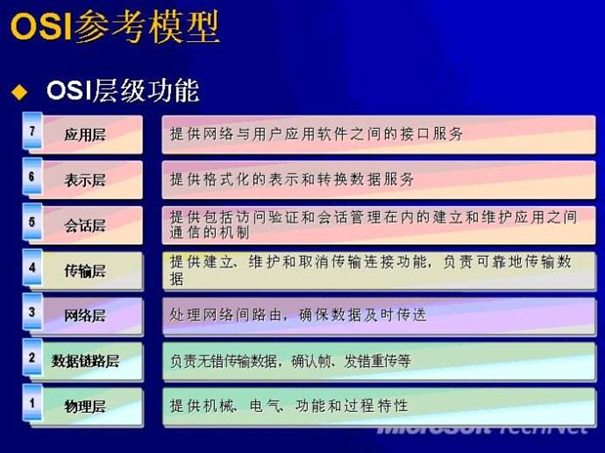 OSI参考模型
◆ OSI层级功能
7 应用层 提供网络与用户应用软件之间的接口服务
6 表示层 提供格式化的表示和转换数据服务
5 会话层 提供包括访问验证和会话管理在内的建立和维护应用之间
通信的机制
4 传输层 提供建立、维护和取消传输连接功能，负责可靠地传输数
据
3 网络层 处理网络间路由，确保数据及时传送
2 数据链路层 负责无错传输数据，确认帧、发错重传等
1 物理层 提供机械、电气、功能和过程特性
Microsoft TechNet